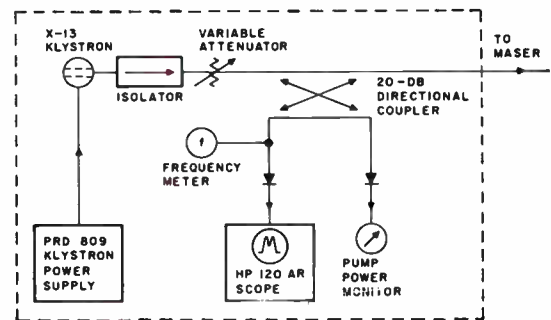 X-13
KLYSTRON
VARIABLE
ATTENUATOR
TO
MASER
ISOLATOR
20-DB
DIRECTIONAL
COUPLER
f
FREQUENCY
METER
PRD 809
KLYSTRON
POWER
SUPPLY
HP 120 AR
SCOPE
PUMP
POWER
MONITOR